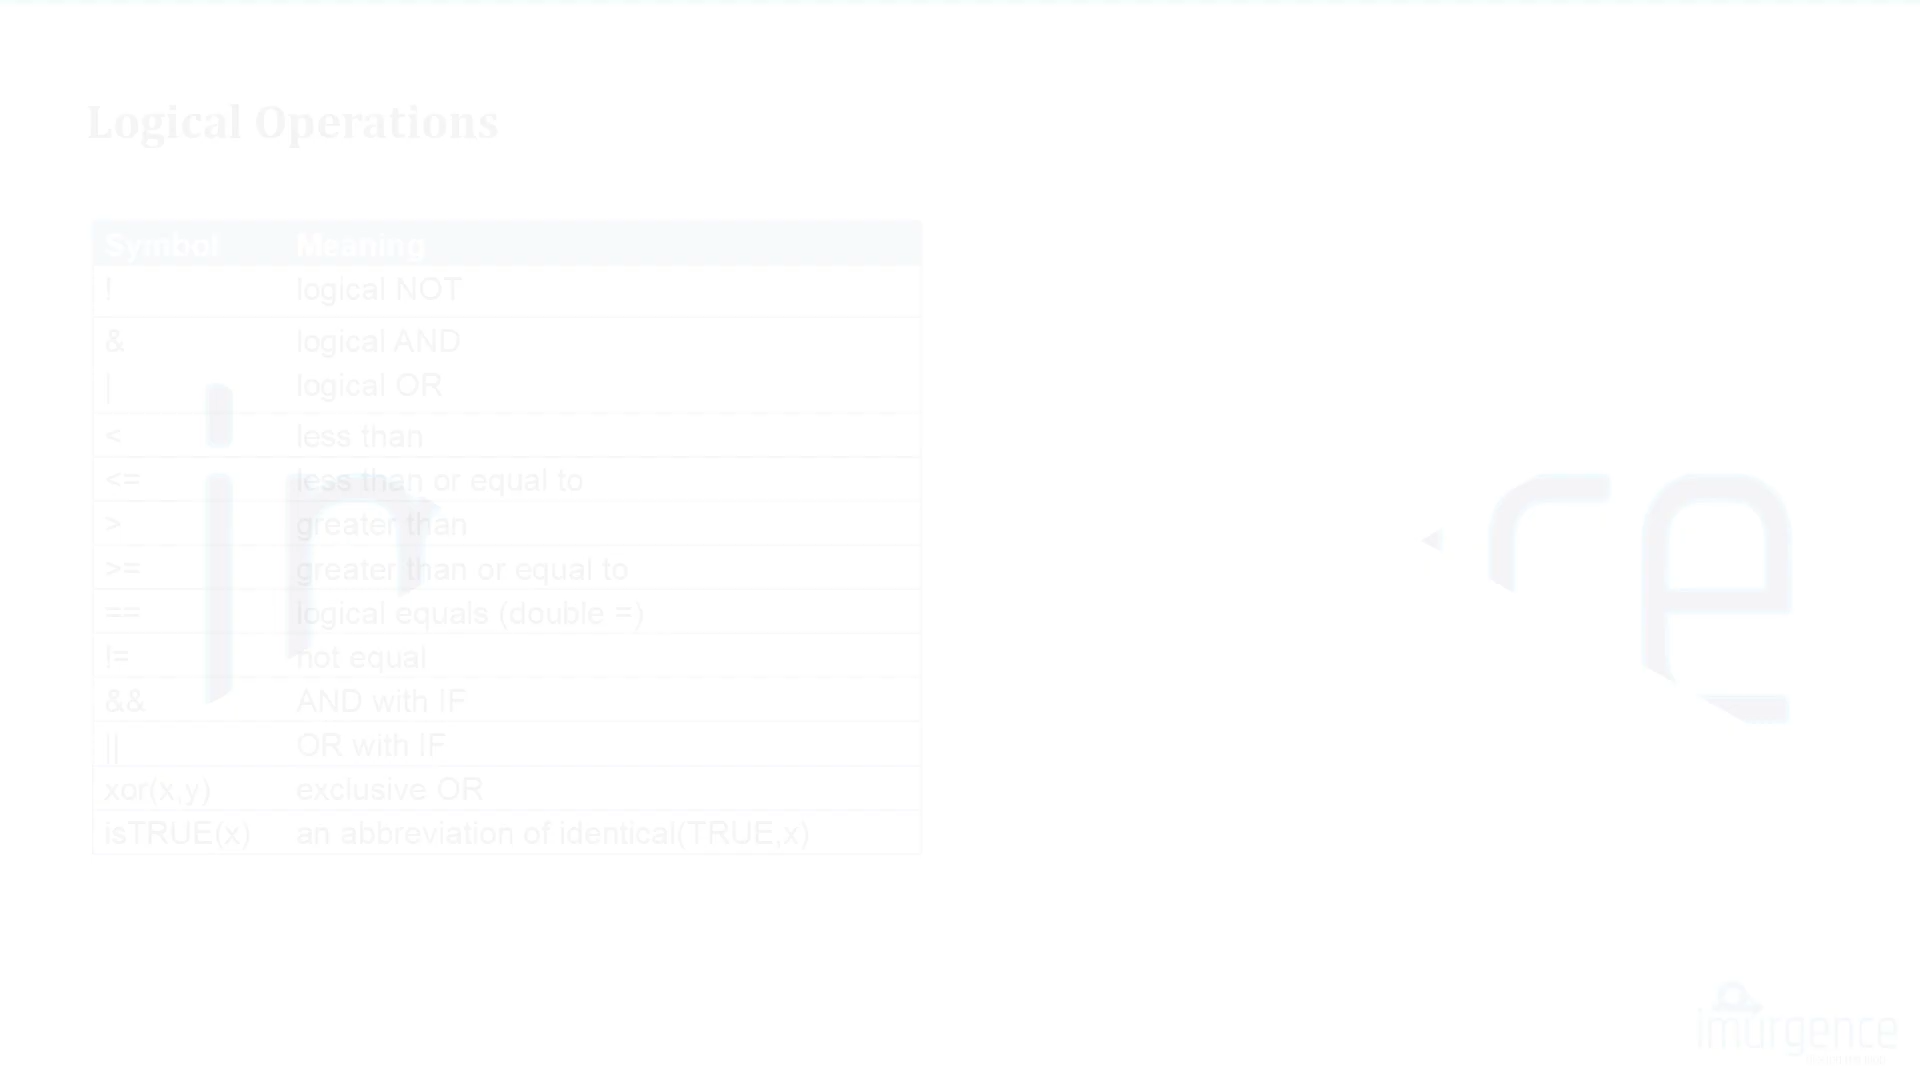 Logical Operations
Symbol Meaning
! logical NOT
& logical AND
| logical OR
< less than
<= less than or equal to
> greater than
>= greater than or equal to
== logical equals (double =)
!= not equal
&& AND with IF
|| OR with IF
xor(x,y) exclusive OR
isTRUE(x) an abbreviation of identical(TRUE,x)
imurgence